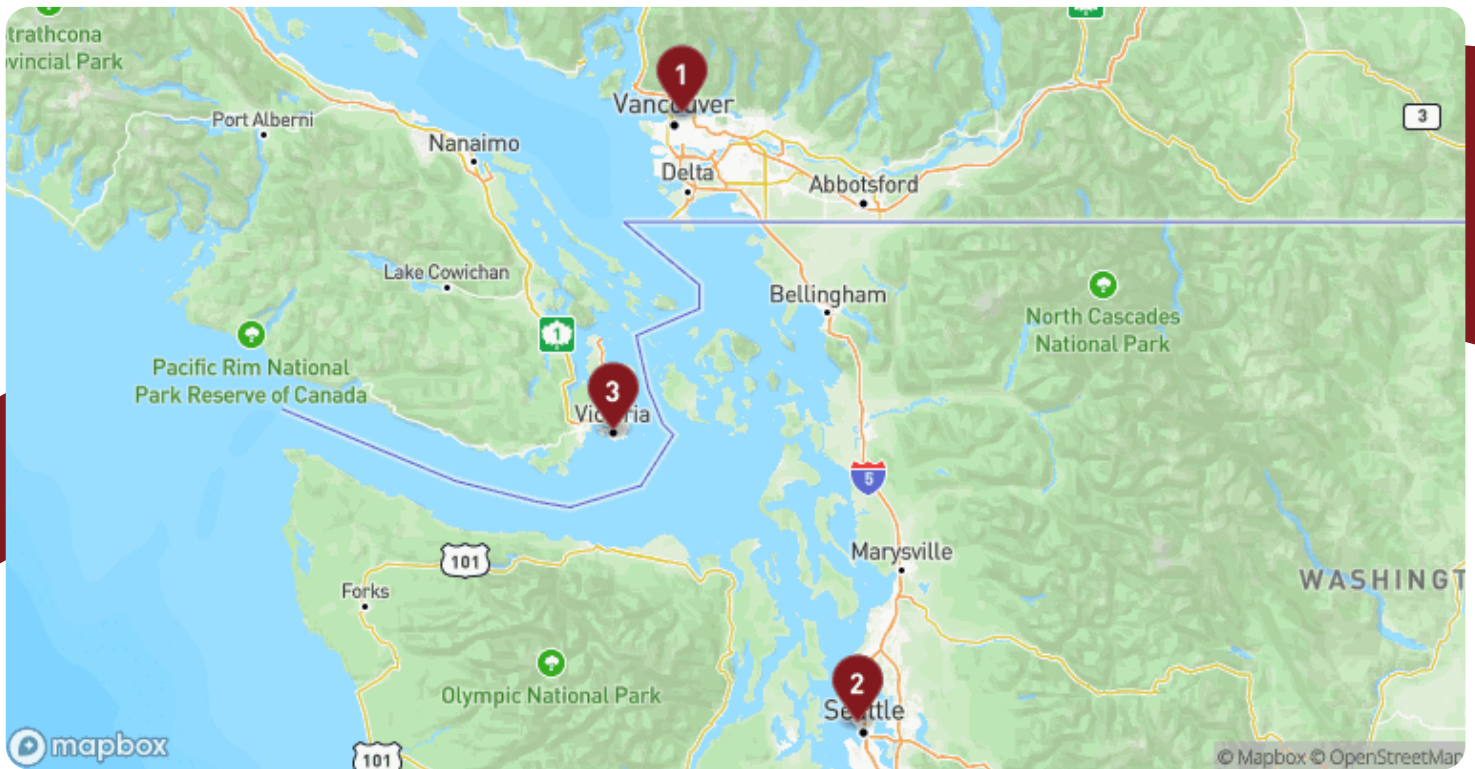 trathcona
vincial Park
1
Vancouver
3
Port Alberni
Nanaimo
Delta
Abbotsford
Lake Cowichan
Bellingham
North Cascades
National Park
1
Pacific Rim National
Park Reserve of Canada
3
Victoria
5
Marysville
101
Forks
WASHINGT
2
Seattle
Olympic National Park
mapbox
101
© Mapbox © OpenStreetMap